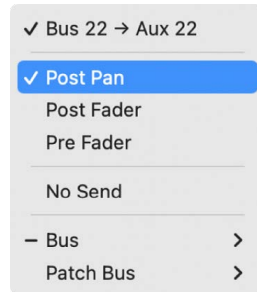 ✓ Bus 22 → Aux 22
✓ Post Pan
Post Fader
Pre Fader
No Send
– Bus >
Patch Bus >